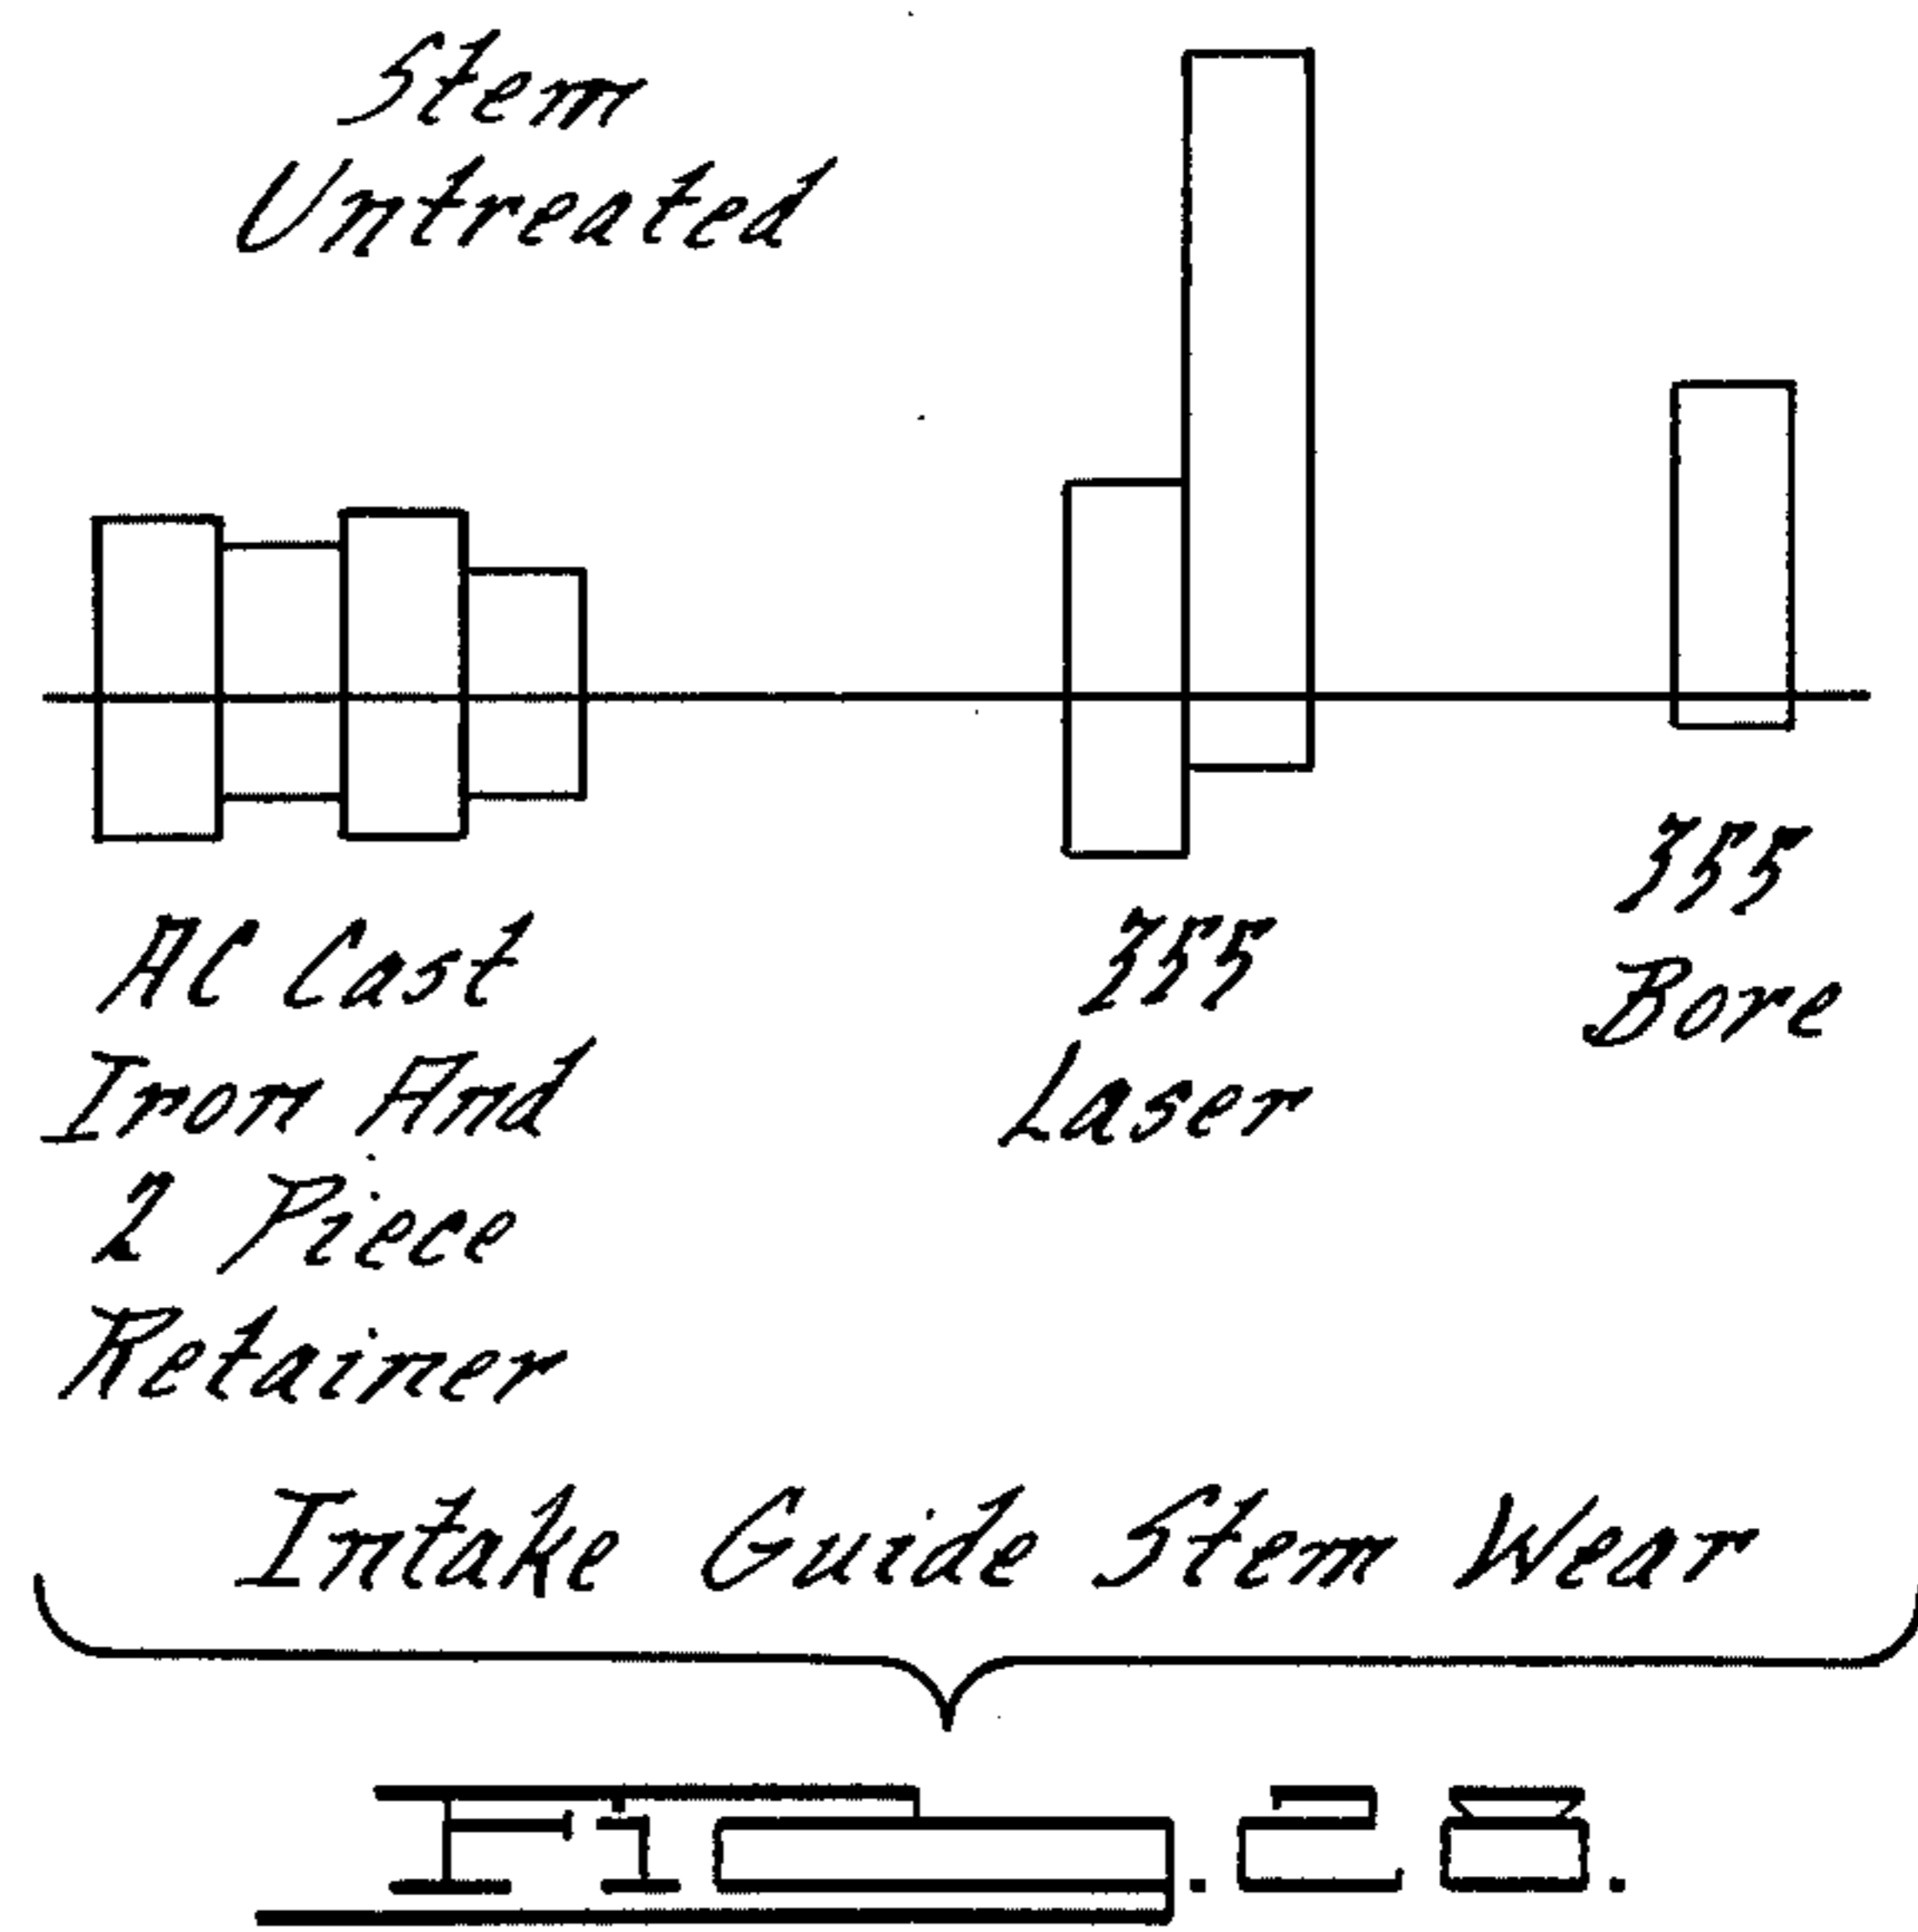 Stem
Untreated
AC Cast
Iron And
2 Piece
Retainer
355
Laser
355
Bore
Intake Guide Stem Wear
Fig. 28.